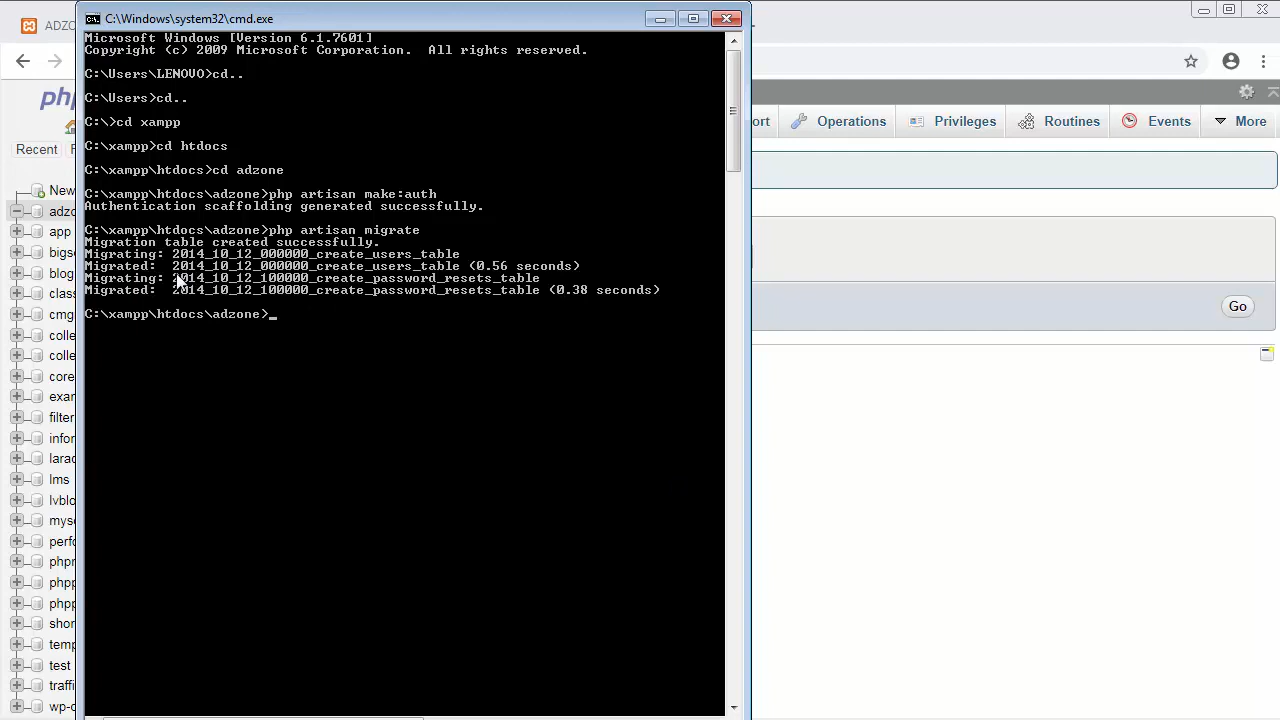 ADZO
C:\Windows\system32\cmd.exe
Microsoft Windows [Version 6.1.7601]
Copyright (c) 2009 Microsoft Corporation.  All rights reserved.
C:\Users\LENOVO>cd..
C:\Users>cd..
C:\>cd xampp
C:\xampp>cd htdocs
C:\xampp\htdocs>cd adzone
C:\xampp\htdocs\adzone>php artisan make:auth
Authentication scaffolding generated successfully.
C:\xampp\htdocs\adzone>php artisan migrate
Migration table created successfully.
Migrating: 2014_10_12_000000_create_users_table
Migrated:  2014_10_12_000000_create_users_table (0.56 seconds)
Migrating: 2014_10_12_100000_create_password_resets_table
Migrated:  2014_10_12_100000_create_password_resets_table (0.38 seconds)
C:\xampp\htdocs\adzone>_
php
Recent F
New
adzo
app
bigs
blog
clas
cmg
colle
colle
core
exar
filter
infor
larac
lms
lvblo
myso
perfo
phpr
phpp
phpp
shor
temp
test
traffi
wp-c
ort Operations Privileges Routines Events More
Go